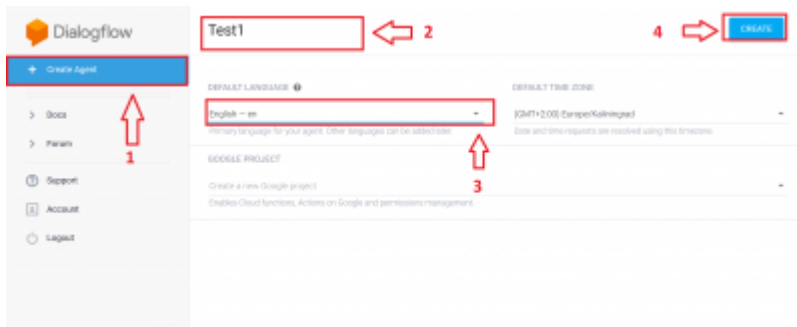 Dialogflow
Test1
2
4
CREATE
+ Create Agent
DEFAULT LANGUAGE
DEFAULT TIME ZONE
> Docs
English — en
(GMT+2:00) Europe/Kaliningrad
Primary language for your agent. Other languages can be added later.
Date and time requests are resolved using this timezone.
> Forum
1
3
GOOGLE PROJECT
Support
Create a new Google project
Enables Cloud functions, Actions on Google and permissions management.
Account
Logout